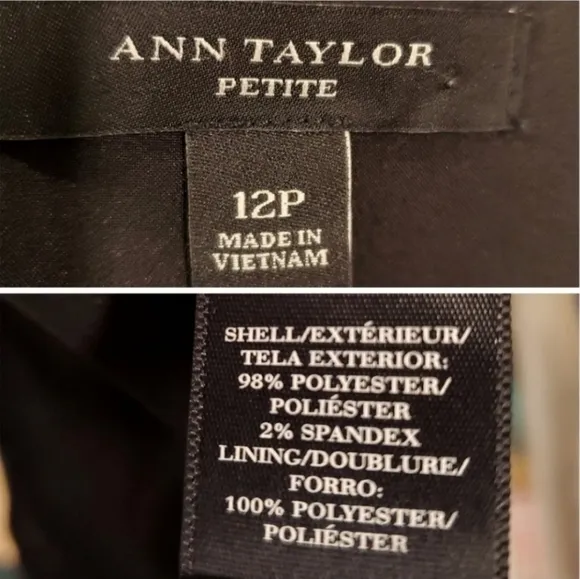 ANN TAYLOR
PETITE
12P
MADE IN
VIETNAM
SHELL/EXTÉRIEUR/
TELA EXTERIOR:
98% POLYESTER/
POLIÉSTER
2% SPANDEX
LINING/DOUBLURE/
FORRO:
100% POLYESTER/
POLIÉSTER